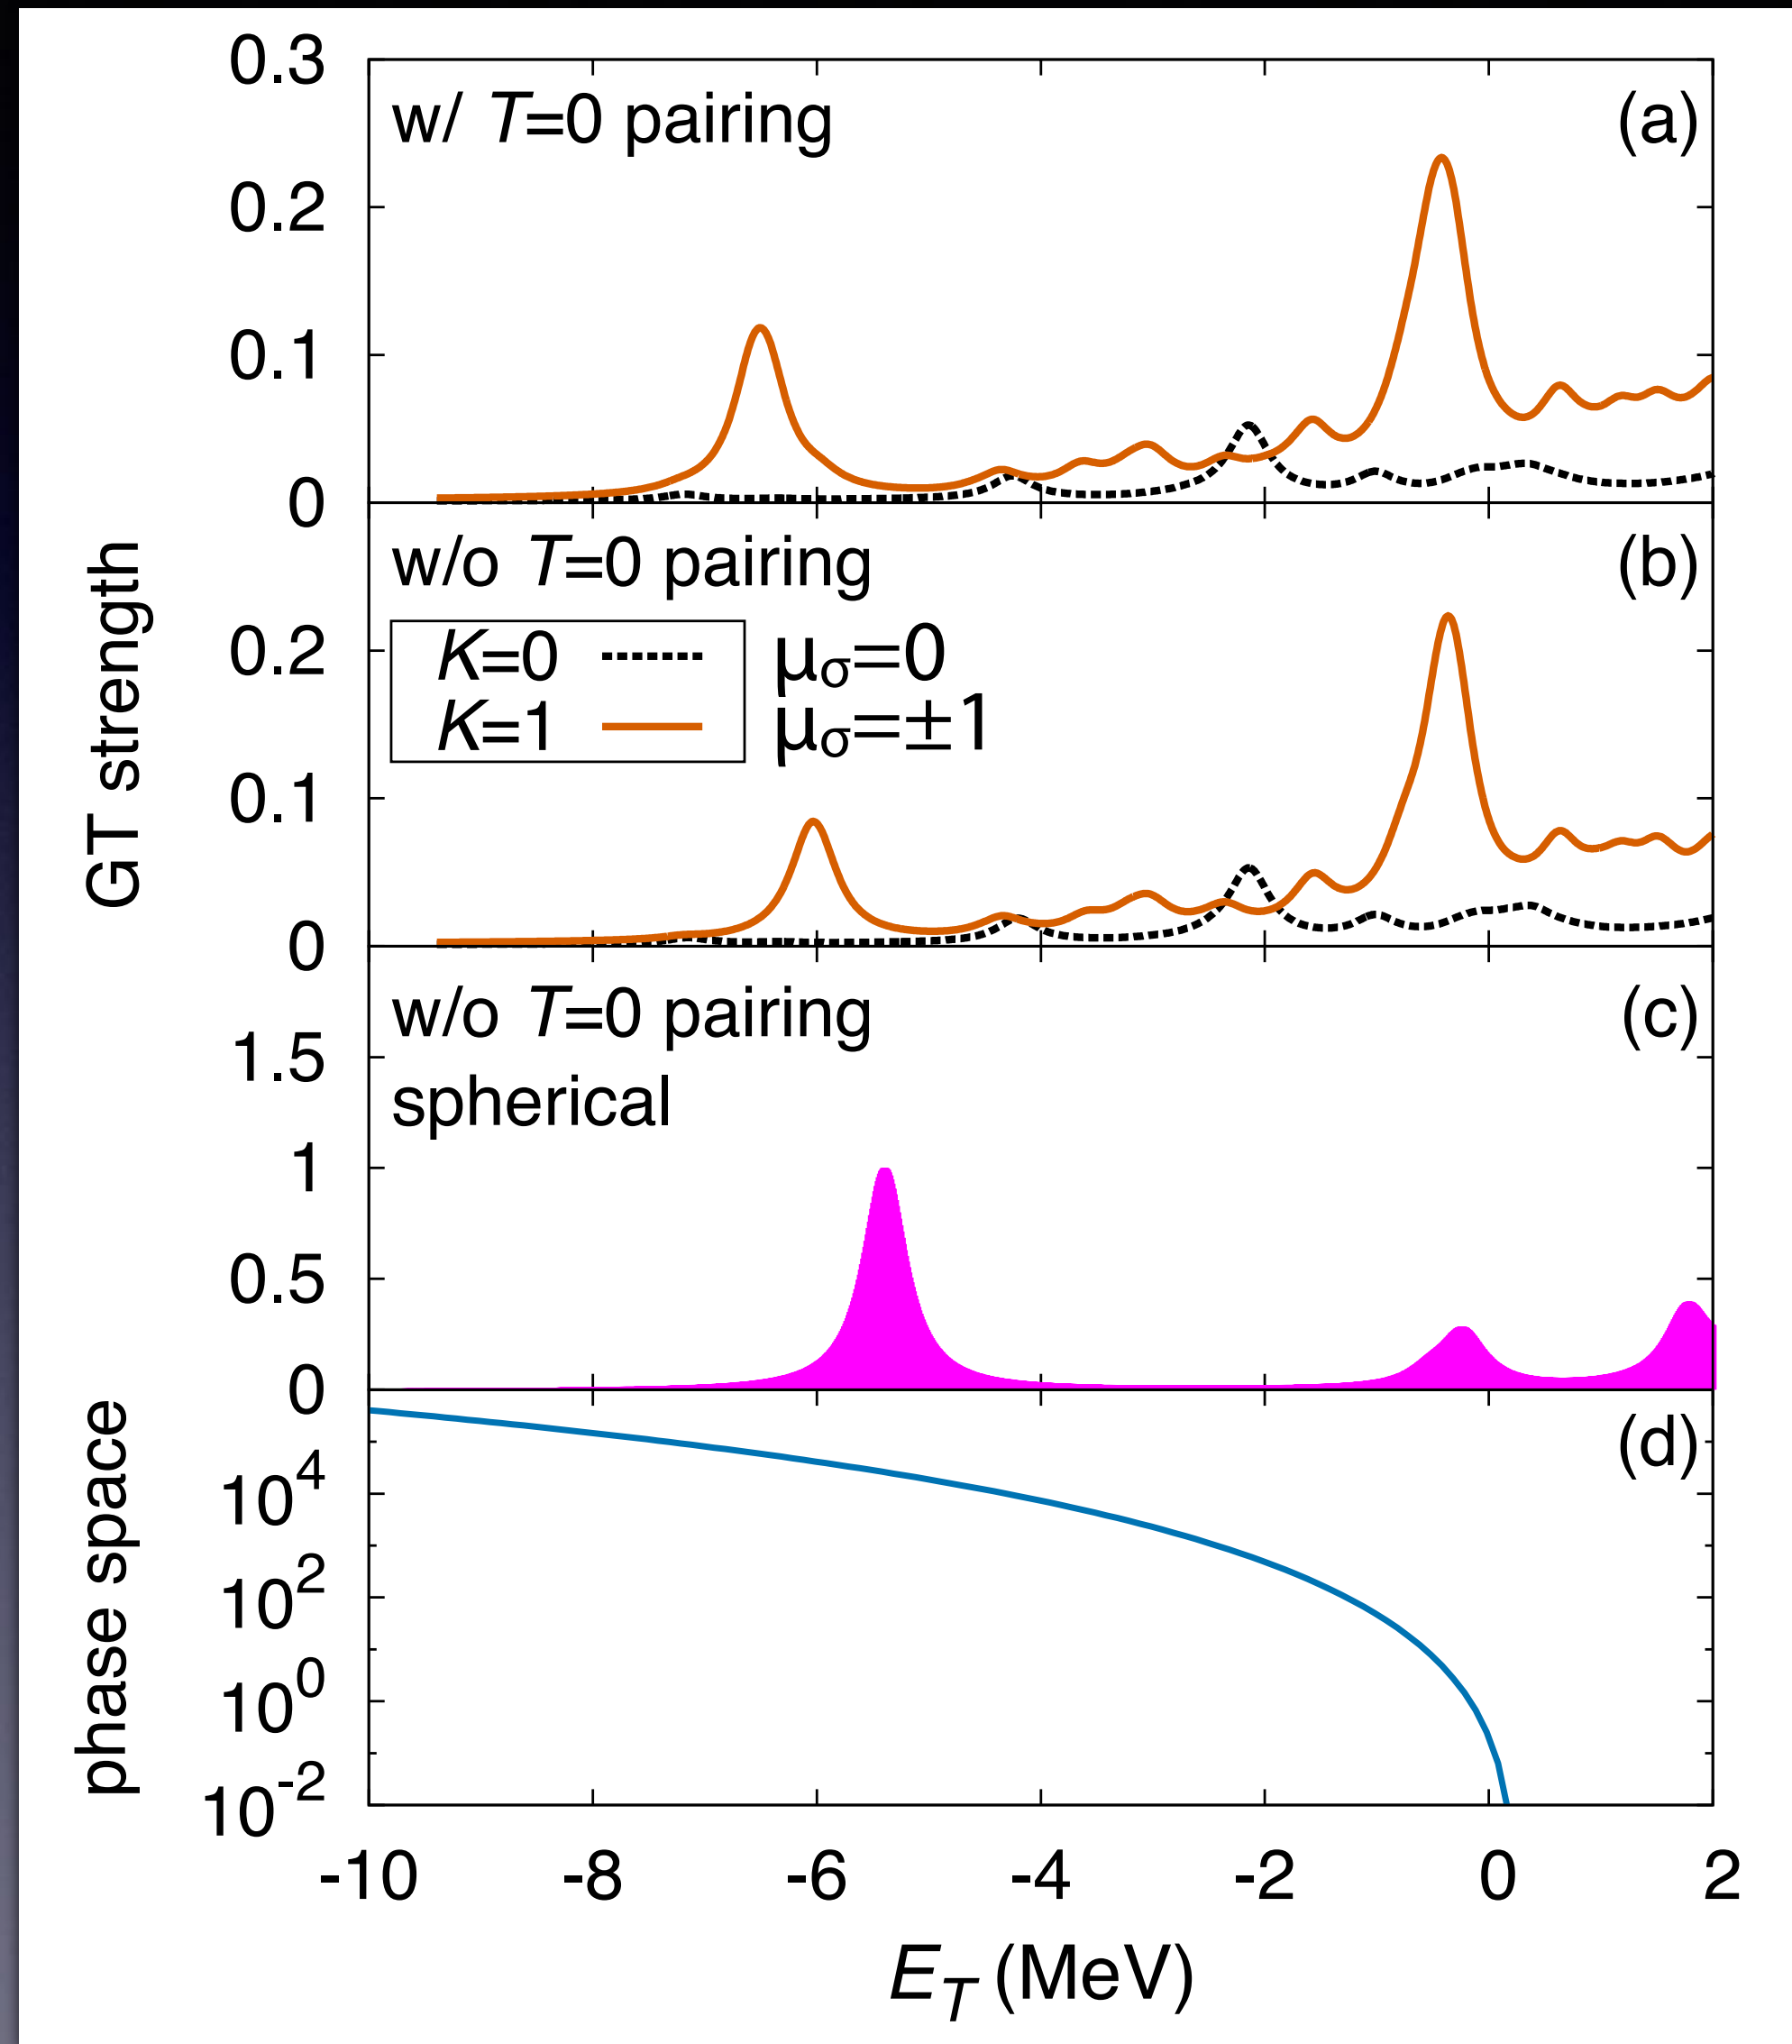 0.3
w/ T=0 pairing
(a)
0.2
0.1
0
w/o T=0 pairing
(b)
GT strength
K=0
μσ=0
0.2
K=1
μσ=±1
0.1
0
w/o T=0 pairing
(c)
1.5
spherical
1
0.5
0
phase space
(d)
10^4
10^2
10^0
10^-2
-10 -8 -6 -4 -2 0 2
E_T (MeV)